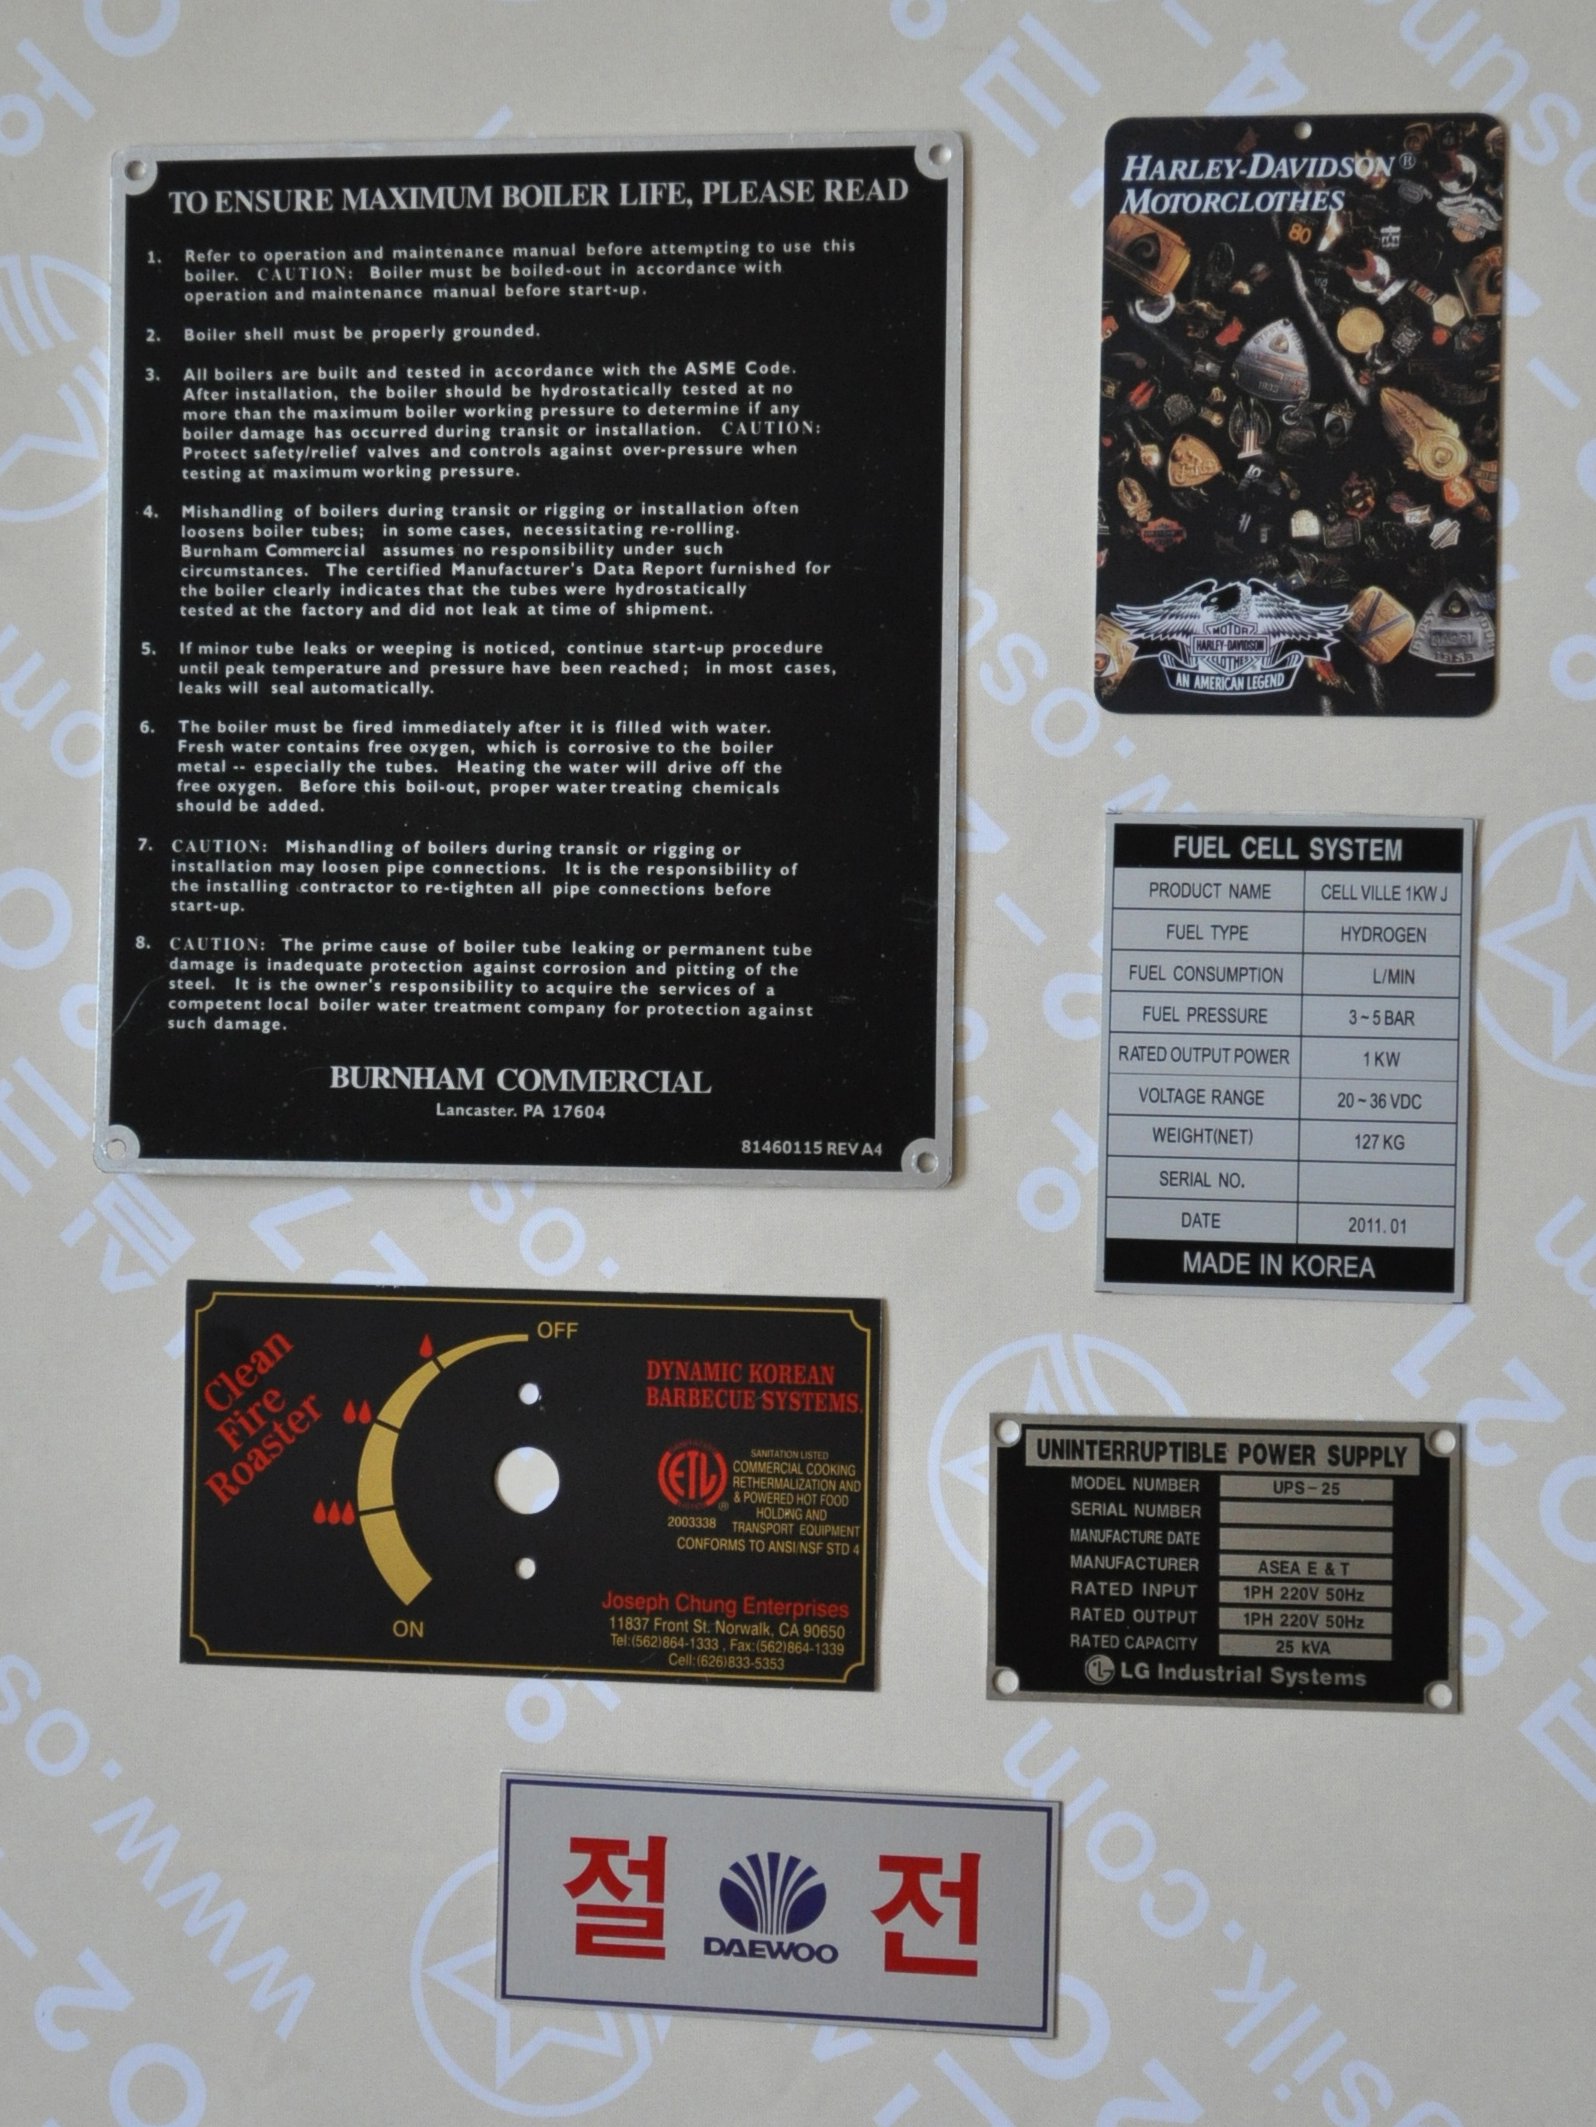 TO ENSURE MAXIMUM BOILER LIFE, PLEASE READ
1. Refer to operation and maintenance manual before attempting to use this
boiler. CAUTION: Boiler must be boiled-out in accordance with
operation and maintenance manual before start-up.
2. Boiler shell must be properly grounded.
3. All boilers are built and tested in accordance with the ASME Code.
After installation, the boiler should be hydrostatically tested at no
more than the maximum boiler working pressure to determine if any
boiler damage has occurred during transit or installation. CAUTION:
Protect safety/relief valves and controls against over-pressure when
testing at maximum working pressure.
4. Mishandling of boilers during transit or rigging or installation often
loosens boiler tubes; in some cases, necessitating re-rolling.
Burnham Commercial assumes no responsibility under such
circumstances. The certified Manufacturer's Data Report furnished for
the boiler clearly indicates that the tubes were hydrostatically
tested at the factory and did not leak at time of shipment.
5. If minor tube leaks or weeping is noticed, continue start-up procedure
until peak temperature and pressure have been reached; in most cases,
leaks will seal automatically.
6. The boiler must be fired immediately after it is filled with water.
Fresh water contains free oxygen, which is corrosive to the boiler
metal -- especially the tubes. Heating the water will drive off the
free oxygen. Before this boil-out, proper water treating chemicals
should be added.
7. CAUTION: Mishandling of boilers during transit or rigging or
installation may loosen pipe connections. It is the responsibility of
the installing contractor to re-tighten all pipe connections before
start-up.
8. CAUTION: The prime cause of boiler tube leaking or permanent tube
damage is inadequate protection against corrosion and pitting of the
steel. It is the owner's responsibility to acquire the services of a
competent local boiler water treatment company for protection against
such damage.
BURNHAM COMMERCIAL
Lancaster. PA 17604
81460115 REV A4
HARLEY-DAVIDSON®
MOTORCLOTHES
80
MOTOR
HARLEY-DAVIDSON
CLOTHES
AN AMERICAN LEGEND
FUEL CELL SYSTEM
PRODUCT NAME CELL VILLE 1KW J
FUEL TYPE HYDROGEN
FUEL CONSUMPTION L/MIN
FUEL PRESSURE 3~5 BAR
RATED OUTPUT POWER 1 KW
VOLTAGE RANGE 20~36 VDC
WEIGHT(NET) 127 KG
SERIAL NO.
DATE 2011. 01
MADE IN KOREA
Clean
Fire
Roaster
OFF
ON
DYNAMIC KOREAN
BARBECUE SYSTEMS.
ETL
®
2003338
SANITATION LISTED
COMMERCIAL COOKING
RETHERMALIZATION AND
& POWERED HOT FOOD
HOLDING AND
TRANSPORT EQUIPMENT
CONFORMS TO ANSI/NSF STD 4
Joseph Chung Enterprises
11837 Front St. Norwalk, CA 90650
Tel:(562)864-1333 , Fax:(562)864-1339
Cell:(626)833-5353
UNINTERRUPTIBLE POWER SUPPLY
MODEL NUMBER UPS-25
SERIAL NUMBER
MANUFACTURE DATE
MANUFACTURER ASEA E & T
RATED INPUT 1PH 220V 50Hz
RATED OUTPUT 1PH 220V 50Hz
RATED CAPACITY 25 kVA
LG Industrial Systems
절 전
DAEWOO